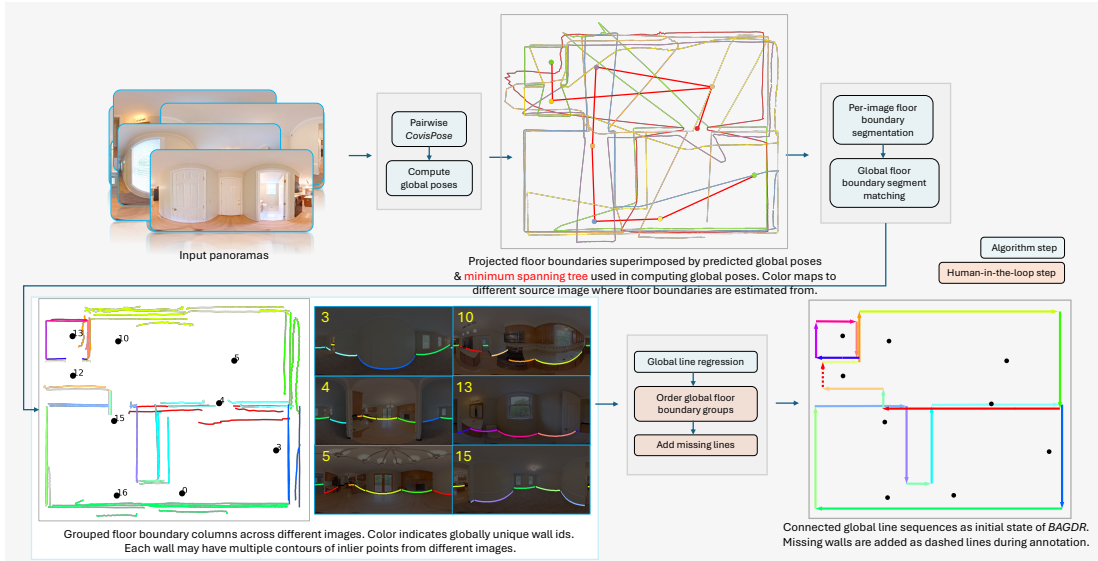 Input panoramas
Pairwise
CovisPose
Compute
global poses
Projected floor boundaries superimposed by predicted global poses
& minimum spanning tree used in computing global poses. Color maps to
different source image where floor boundaries are estimated from.
Per-image floor
boundary
segmentation
Global floor
boundary segment
matching
Algorithm step
Human-in-the-loop step
13
10
5
12
4
15
3
16
9
3
10
4
13
5
15
Grouped floor boundary columns across different images. Color indicates globally unique wall ids.
Each wall may have multiple contours of inlier points from different images.
Global line regression
Order global floor
boundary groups
Add missing lines
Connected global line sequences as initial state of BAGDR.
Missing walls are added as dashed lines during annotation.